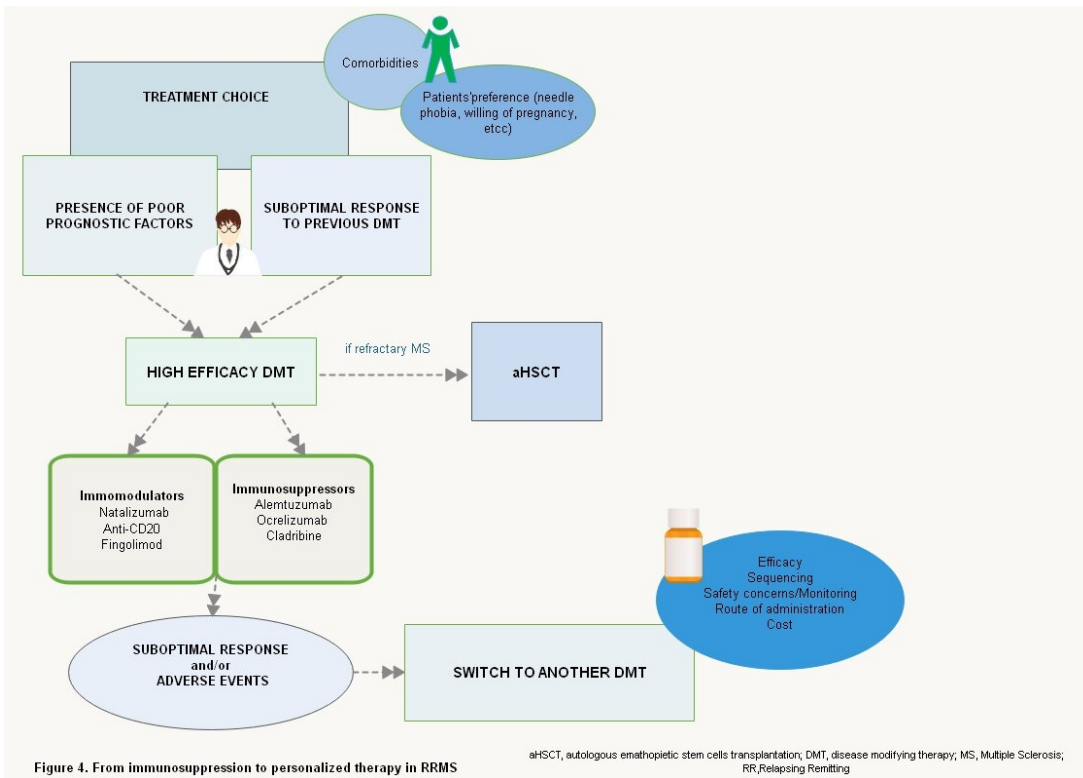 Comorbidities
TREATMENT CHOICE
Patients'preference (needle
phobia, willing of pregnancy,
etcc)
PRESENCE OF POOR
PROGNOSTIC FACTORS
SUBOPTIMAL RESPONSE
TO PREVIOUS DMT
HIGH EFFICACY DMT
if refractary MS
aHSCT
Immomodulators
Natalizumab
Anti-CD20
Fingolimod
Immunosuppressors
Alemtuzumab
Ocrelizumab
Cladribine
Efficacy
Sequencing
Safety concerns/Monitoring
Route of administration
Cost
SUBOPTIMAL RESPONSE
and/or
ADVERSE EVENTS
SWITCH TO ANOTHER DMT
Figure 4. From immunosuppression to personalized therapy in RRMS
aHSCT, autologous emathopietic stem cells transplantation; DMT, disease modifying therapy; MS, Multiple Sclerosis;
RR,Relapsing Remitting